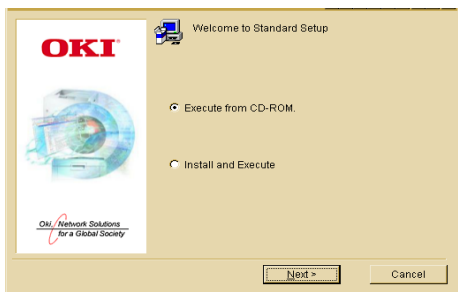 OKI
Welcome to Standard Setup
Execute from CD-ROM.
Install and Execute
Oki, Network Solutions
for a Global Society
Next >
Cancel